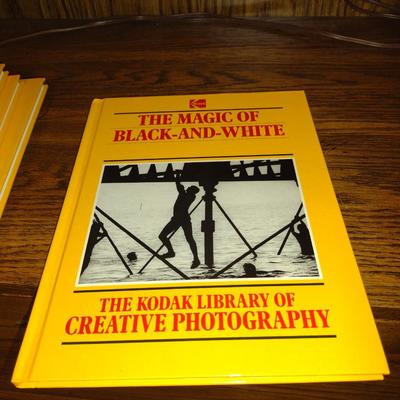 THE MAGIC OF
BLACK-AND-WHITE
THE KODAK LIBRARY OF
CREATIVE PHOTOGRAPHY